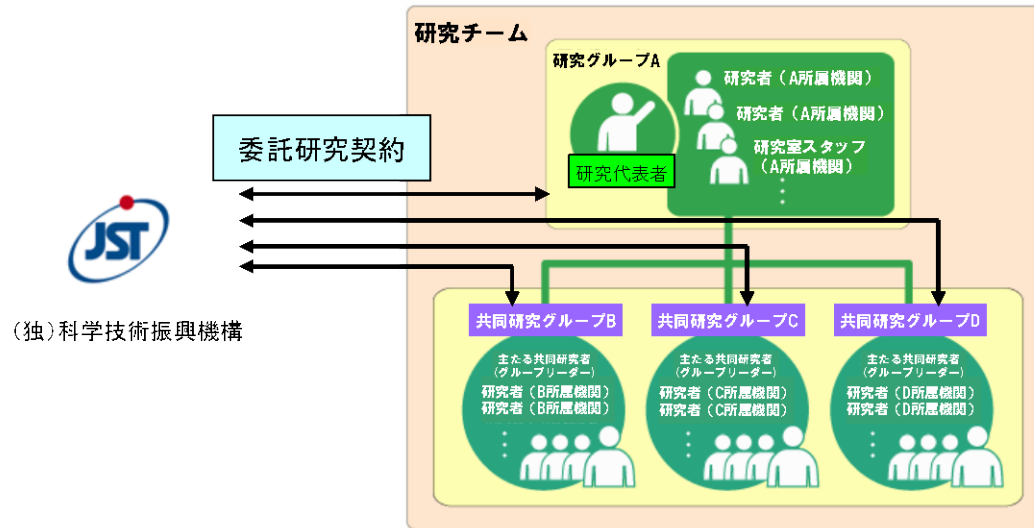 研究チーム
研究グループA
研究者（A所属機関）
研究者（A所属機関）
研究室スタッフ
（A所属機関）
⋮
研究代表者
委託研究契約
JST
（独）科学技術振興機構
共同研究グループB
主たる共同研究者
（グループリーダー）
研究者（B所属機関）
研究者（B所属機関）
⋮
共同研究グループC
主たる共同研究者
（グループリーダー）
研究者（C所属機関）
研究者（C所属機関）
⋮
共同研究グループD
主たる共同研究者
（グループリーダー）
研究者（D所属機関）
研究者（D所属機関）
⋮